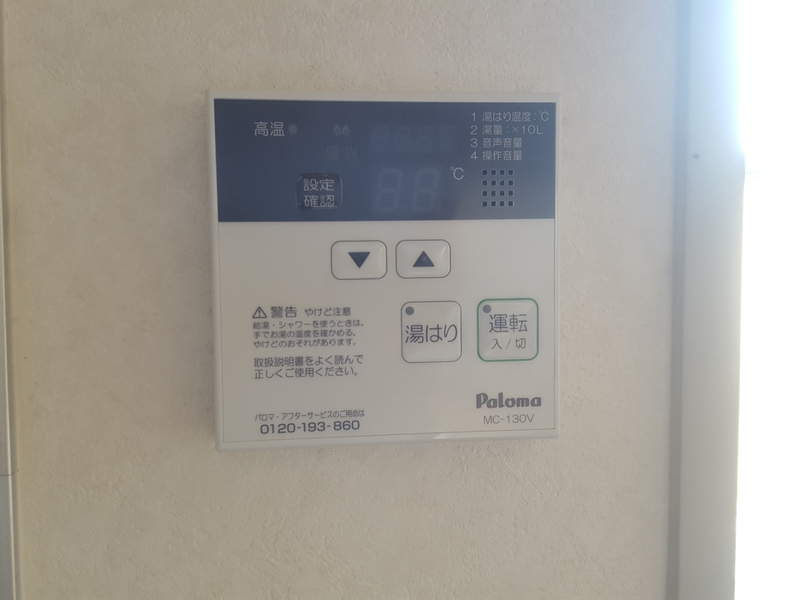 高温
1 湯はり温度:℃
2 湯量:×10L
3 音声音量
4 操作音量
℃
設定
確認
警告 やけど注意
給湯・シャワーを使うときは、
手でお湯の温度を確かめる。
やけどのおそれがあります。
取扱説明書をよく読んで
正しくご使用ください。
湯はり
運転
入/切
Paloma
MC-130V
パロマ・アフターサービスのご用命は
0120-193-860